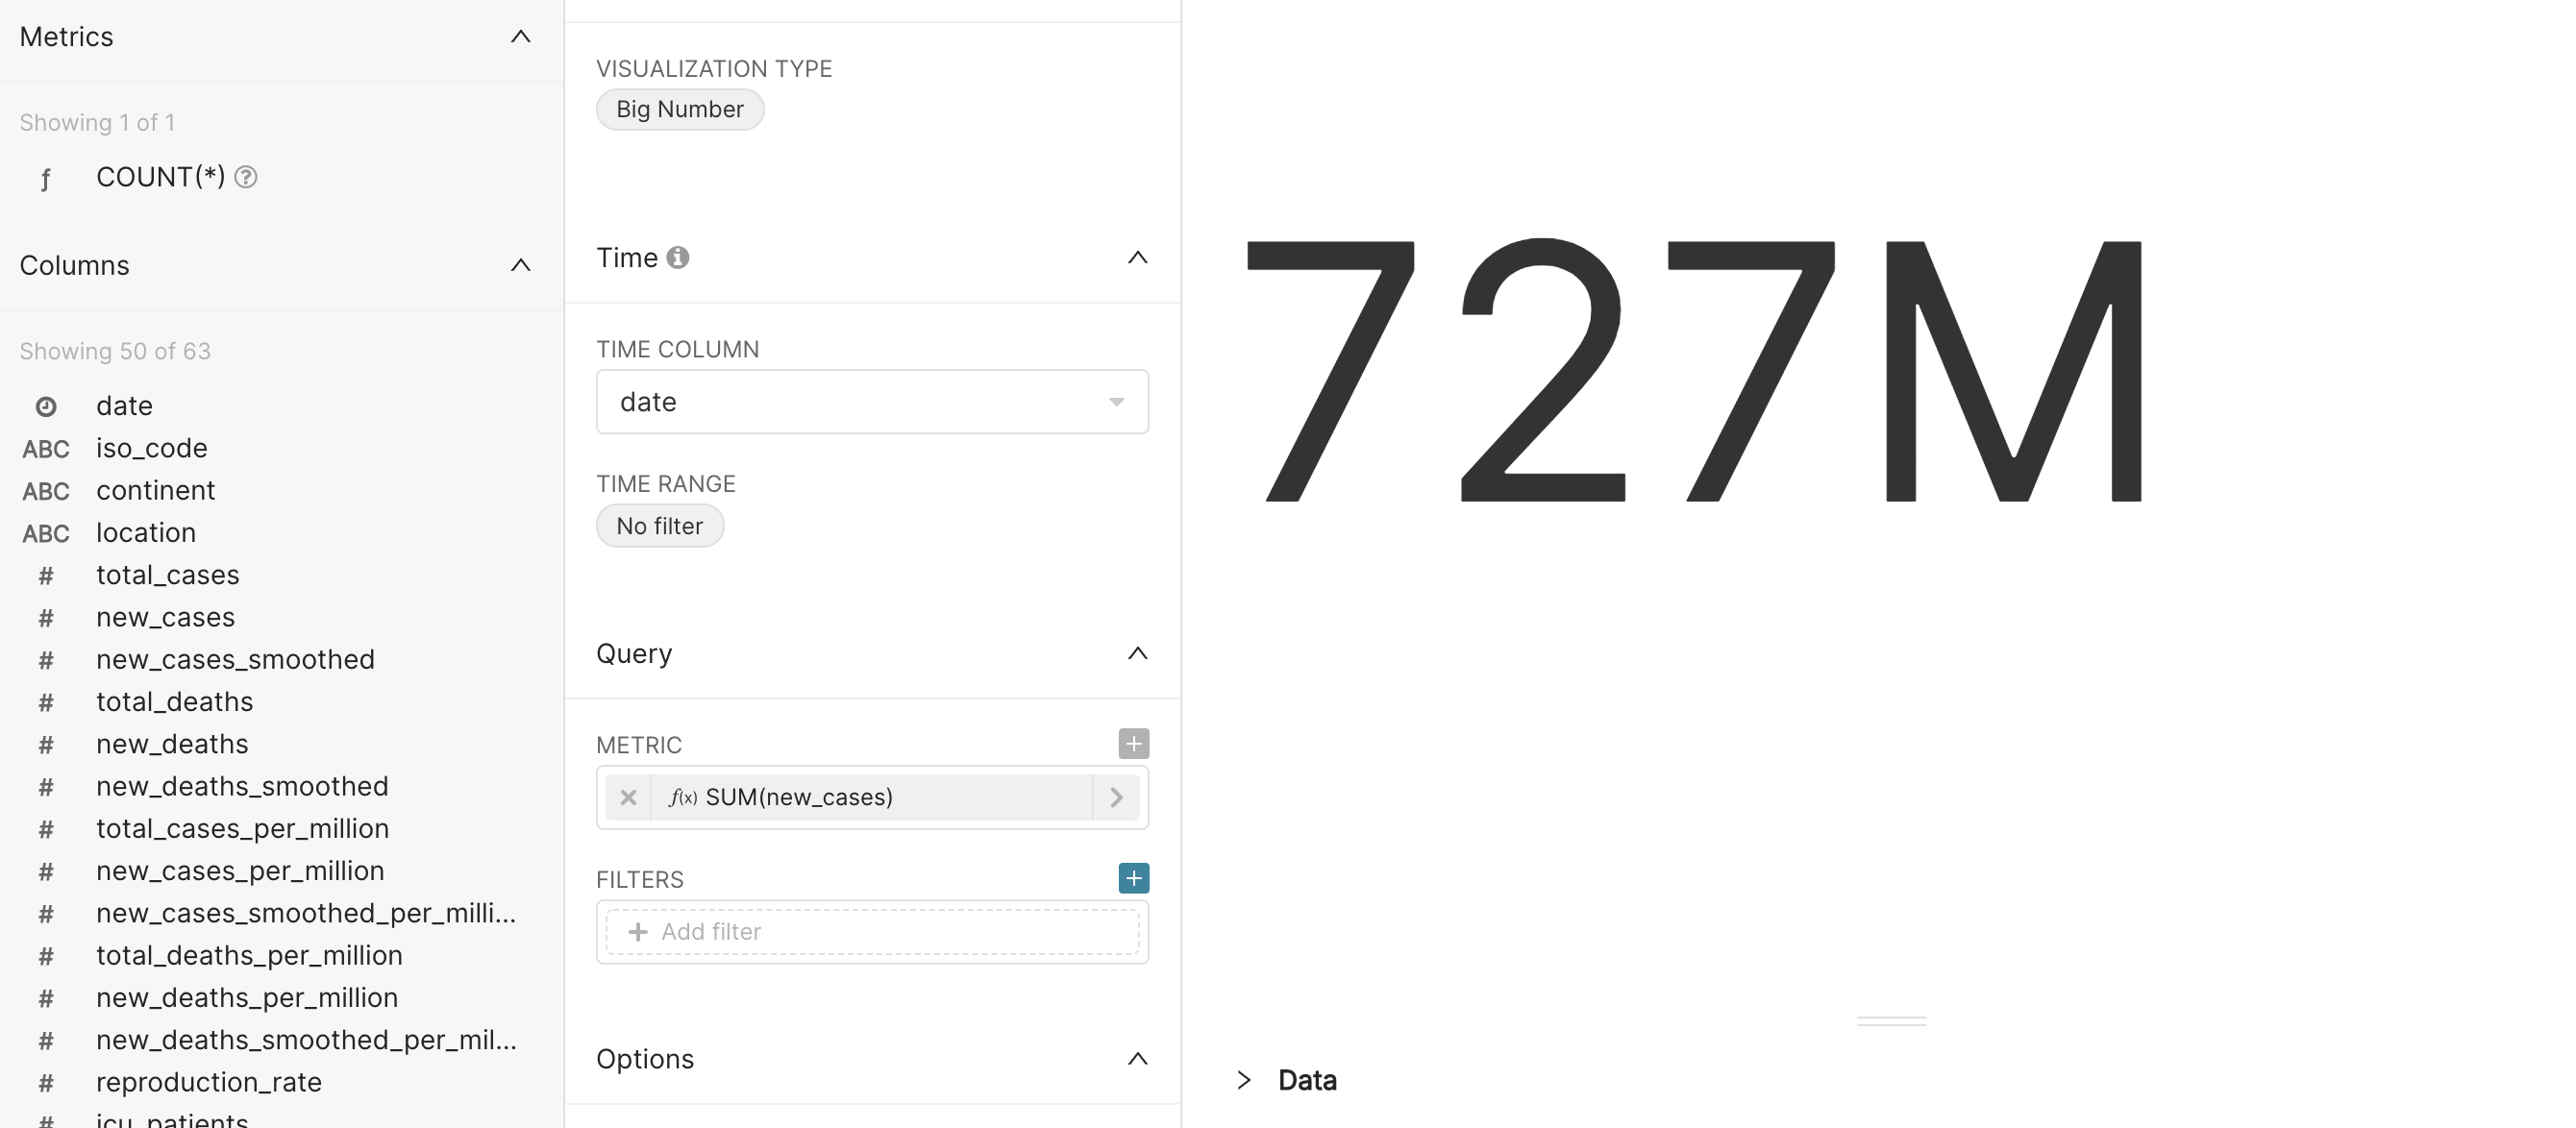 Metrics
Showing 1 of 1
ƒ COUNT(*) ?
Columns
Showing 50 of 63
date
ABC iso_code
ABC continent
ABC location
# total_cases
# new_cases
# new_cases_smoothed
# total_deaths
# new_deaths
# new_deaths_smoothed
# total_cases_per_million
# new_cases_per_million
# new_cases_smoothed_per_milli...
# total_deaths_per_million
# new_deaths_per_million
# new_deaths_smoothed_per_mil...
# reproduction_rate
# icu_patients
VISUALIZATION TYPE
Big Number
Time
TIME COLUMN
date
TIME RANGE
No filter
Query
METRIC
ƒ(x) SUM(new_cases)
FILTERS
+ Add filter
Options
727M
Data